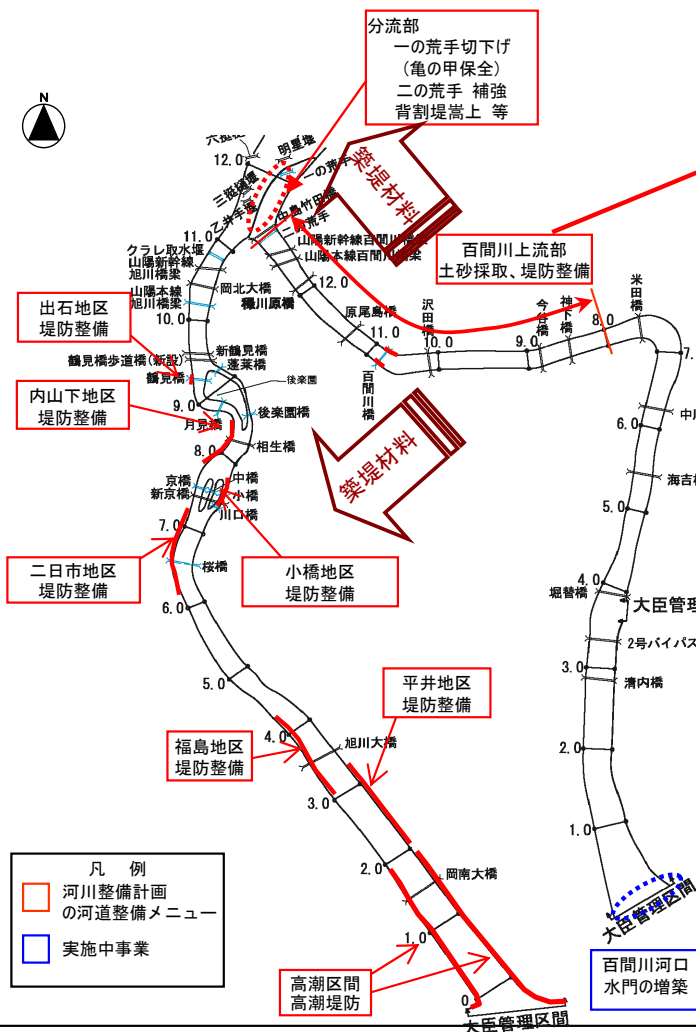 分流部
一の荒手切下げ
(亀の甲保全)
二の荒手 補強
背割堤嵩上 等
N
12.0
明星堰
一の荒手
三挺樋堰
乙井手堰
中島竹田橋
築堤材料
11.0
クラレ取水堰
山陽新幹線
旭川橋梁
山陽新幹線百間川橋梁
山陽本線百間川橋梁
百間川上流部
土砂採取、堤防整備
山陽本線
旭川橋梁
岡北大橋
12.0
出石地区
堤防整備
10.0
原尾島橋
11.0
沢田橋
10.0
今谷橋
9.0
神下橋
8.0
米田橋
7.
新鶴見橋
鶴見橋歩道橋(新設)
蓬莱橋
鶴見橋
後楽園
百間川橋
内山下地区
堤防整備
9.0
月見橋
後楽園橋
6.0
8.0
相生橋
築堤材料
京橋
中橋
新京橋
小橋
川口橋
海吉橋
5.0
7.0
二日市地区
堤防整備
桜橋
小橋地区
堤防整備
4.0
堀替橋
大臣管理
6.0
2号バイパス
3.0
清内橋
5.0
平井地区
堤防整備
福島地区
堤防整備
4.0
旭川大橋
2.0
3.0
1.0
凡 例
河川整備計画
の河道整備メニュー
実施中事業
2.0
岡南大橋
大臣管理区間
1.0
百間川河口
水門の増築
高潮区間
高潮堤防
0.
大臣管理区間